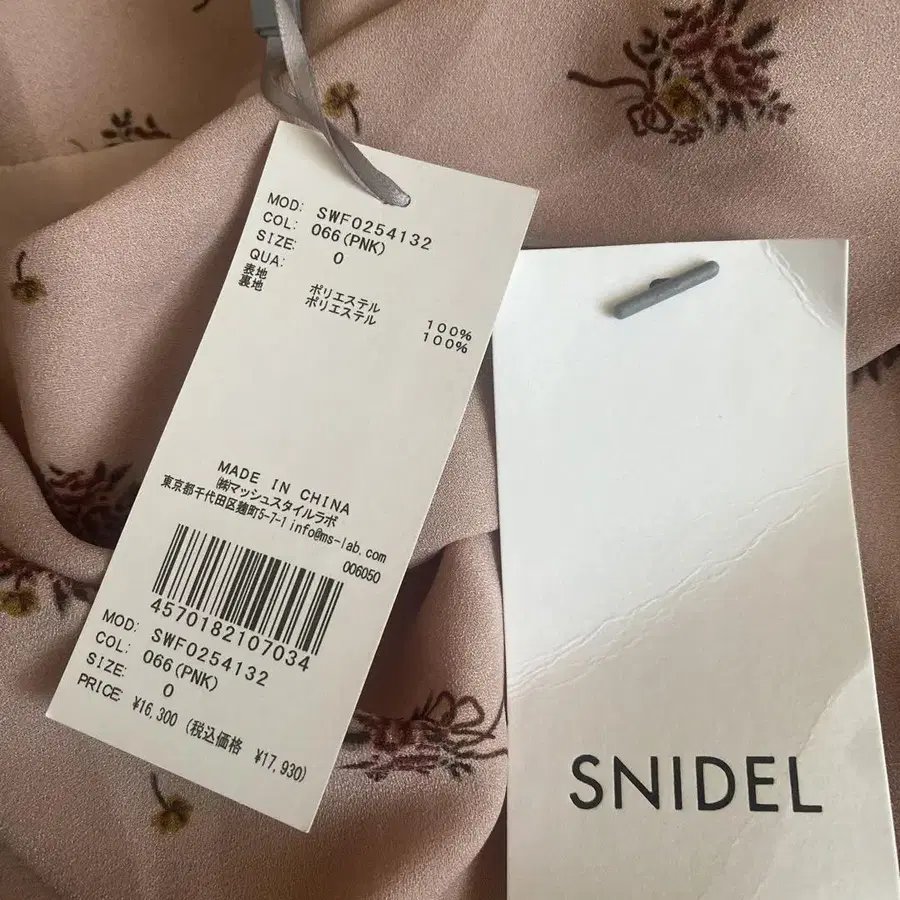 MOD: SWF0254132
COL: 066(PNK)
SIZE: 0
QUA:
表地 ポリエステル 100%
裏地 ポリエステル 100%
MADE IN CHINA
㈱マッシュスタイルラボ
東京都千代田区麹町5-7-1 info@ms-lab.com
006050
4570182107034
MOD: SWF0254132
COL: 066(PNK)
SIZE: 0
PRICE: ¥16,300 (税込価格 ¥17,930)
SNIDEL